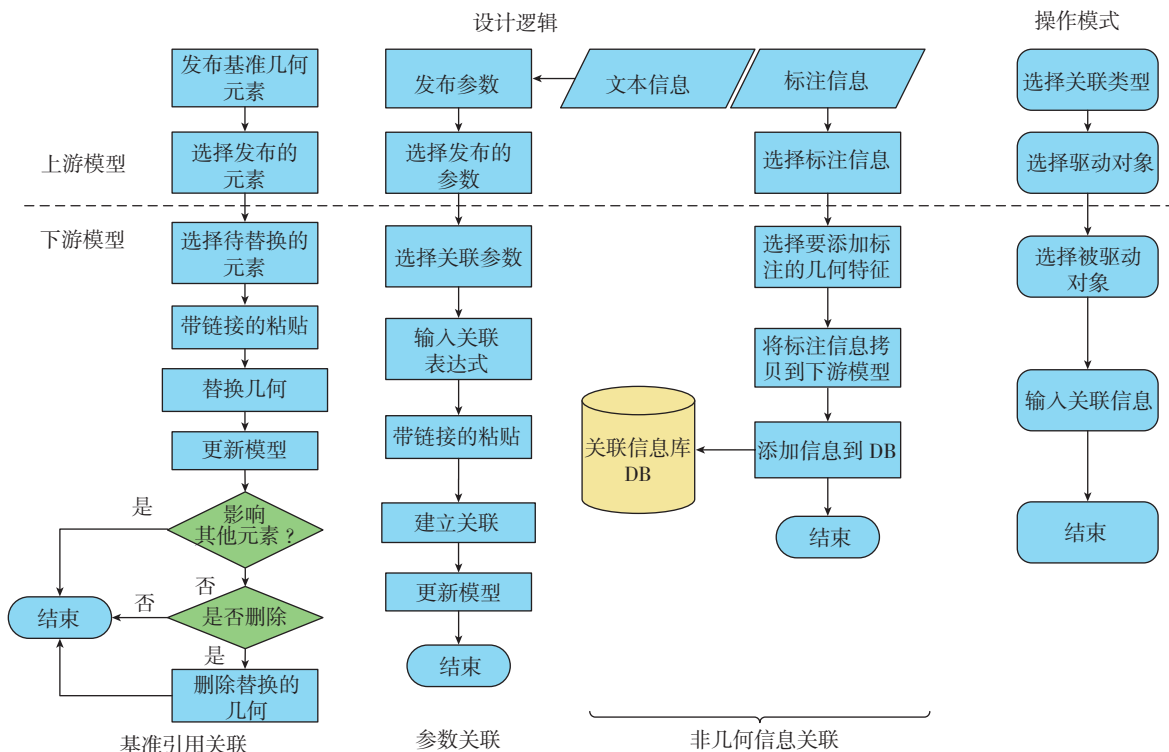 设计逻辑
操作模式
上游模型
下游模型
发布基准几何
元素
选择发布的
元素
选择待替换的
元素
带链接的粘贴
替换几何
更新模型
影响
其他元素？
是
否
是否删除
否
是
结束
删除替换的
几何
基准引用关联
发布参数
选择发布的
参数
选择关联参数
输入关联
表达式
带链接的粘贴
建立关联
更新模型
结束
参数关联
文本信息
标注信息
选择标注信息
选择要添加标
注的几何特征
将标注信息拷
贝到下游模型
添加信息到 DB
关联信息库
DB
结束
非几何信息关联
选择关联类型
选择驱动对象
选择被驱动
对象
输入关联信息
结束